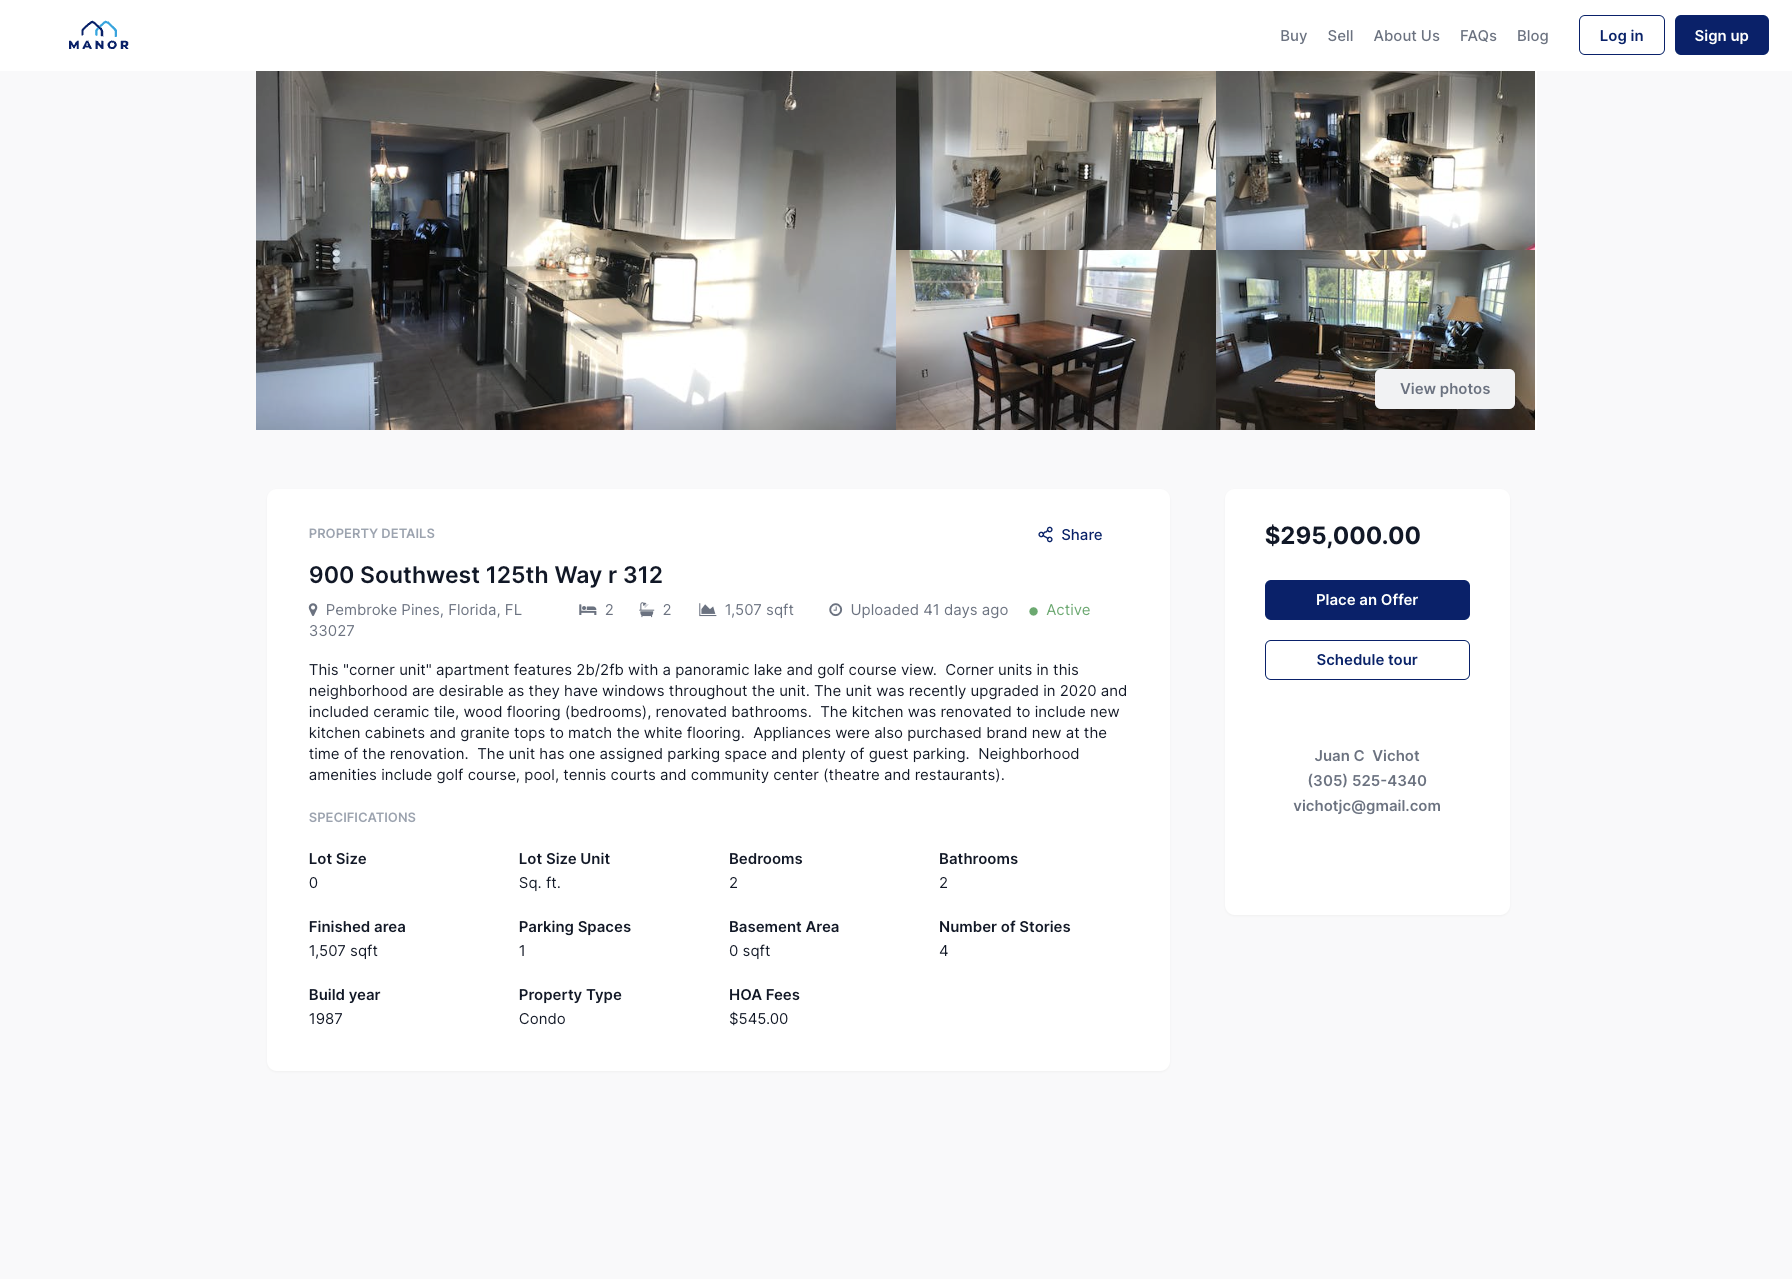 MANOR
Buy Sell About Us FAQs Blog Log in Sign up
View photos
PROPERTY DETAILS
Share
900 Southwest 125th Way r 312
Pembroke Pines, Florida, FL 2 2 1,507 sqft Uploaded 41 days ago Active
33027
This "corner unit" apartment features 2b/2fb with a panoramic lake and golf course view.  Corner units in this
neighborhood are desirable as they have windows throughout the unit. The unit was recently upgraded in 2020 and
included ceramic tile, wood flooring (bedrooms), renovated bathrooms.  The kitchen was renovated to include new
kitchen cabinets and granite tops to match the white flooring.  Appliances were also purchased brand new at the
time of the renovation.  The unit has one assigned parking space and plenty of guest parking.  Neighborhood
amenities include golf course, pool, tennis courts and community center (theatre and restaurants).
SPECIFICATIONS
Lot Size Lot Size Unit Bedrooms Bathrooms
0 Sq. ft. 2 2
Finished area Parking Spaces Basement Area Number of Stories
1,507 sqft 1 0 sqft 4
Build year Property Type HOA Fees
1987 Condo $545.00
$295,000.00
Place an Offer
Schedule tour
Juan C  Vichot
(305) 525-4340
vichotjc@gmail.com